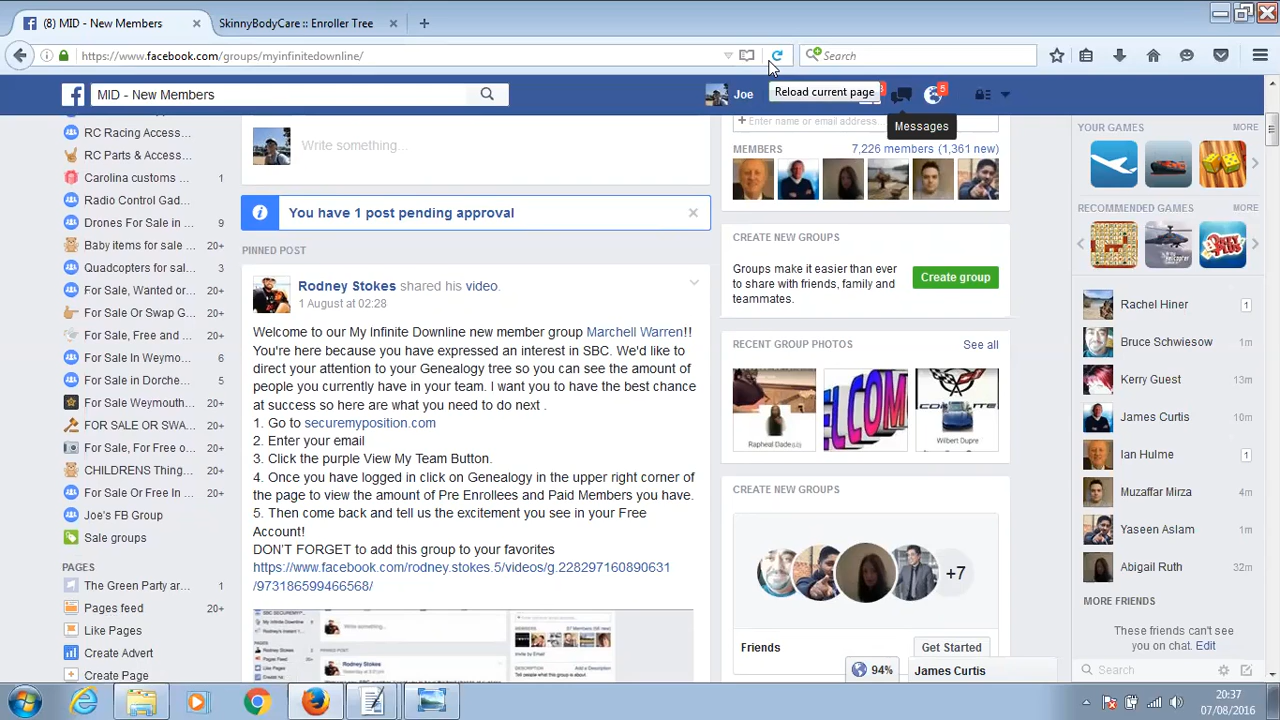 (8) MID - New Members
SkinnyBodyCare :: Enroller Tree
https://www.facebook.com/groups/myinfinitedownline/
Search
MID - New Members
Joe
Reload current page
5
Messages
RC Racing Parts & Acce...
RC Parts & Access...
Carolina customs ... 1
Radio Control Gad...
Drones For Sale in ... 9
Baby items for sale ... 20+
Quadcopters for sal... 3
For Sale, Wanted or... 20+
For Sale Or Swap G... 20+
For Sale, Free and ... 20+
For Sale In Weymo... 6
For Sale in Dorche... 5
For Sale Weymouth... 20+
FOR SALE OR SWA... 20+
For Sale, For Free o... 20+
CHILDRENS Thing... 20+
For Sale Or Free In ... 20+
Joe's FB Group
Sale groups
PAGES
The Green Party ar... 1
Pages feed 20+
Like Pages
Create Advert
Create Page
Write something...
You have 1 post pending approval
PINNED POST
Rodney Stokes shared his video.
1 August at 02:28
Welcome to our My Infinite Downline new member group Marchell Warren!!
You're here because you have expressed an interest in SBC. We'd like to
direct your attention to your Genealogy tree so you can see the amount of
people you currently have in your team. I want you to have the best chance
at success so here are what you need to do next .
1. Go to securemyposition.com
2. Enter your email
3. Click the purple View My Team Button.
4. Once you have logged in click on Genealogy in the upper right corner of
the page to view the amount of Pre Enrollees and Paid Members you have.
5. Then come back and tell us the excitement you see in your Free
Account!
DON'T FORGET to add this group to your favorites
https://www.facebook.com/rodney.stokes.5/videos/g.228297160890631
/973186599466568/
+ Enter name or email address...
MEMBERS 7,226 members (1,361 new)
CREATE NEW GROUPS
Groups make it easier than ever
to share with friends, family and
teammates.
Create group
RECENT GROUP PHOTOS See all
Rapheal Dade
Wilbert Dupre
CREATE NEW GROUPS
+7
Friends
Get Started
94%
James Curtis
YOUR GAMES MORE
RECOMMENDED GAMES MORE
Rachel Hiner 1
Bruce Schwiesow 1m
Kerry Guest 13m
James Curtis 10m
Ian Hulme 1
Muzaffar Mirza 4m
Yaseen Aslam 1m
Abigail Ruth 32m
MORE FRIENDS
These friends can't see
you on chat. Edit
Search
20:37
07/08/2016